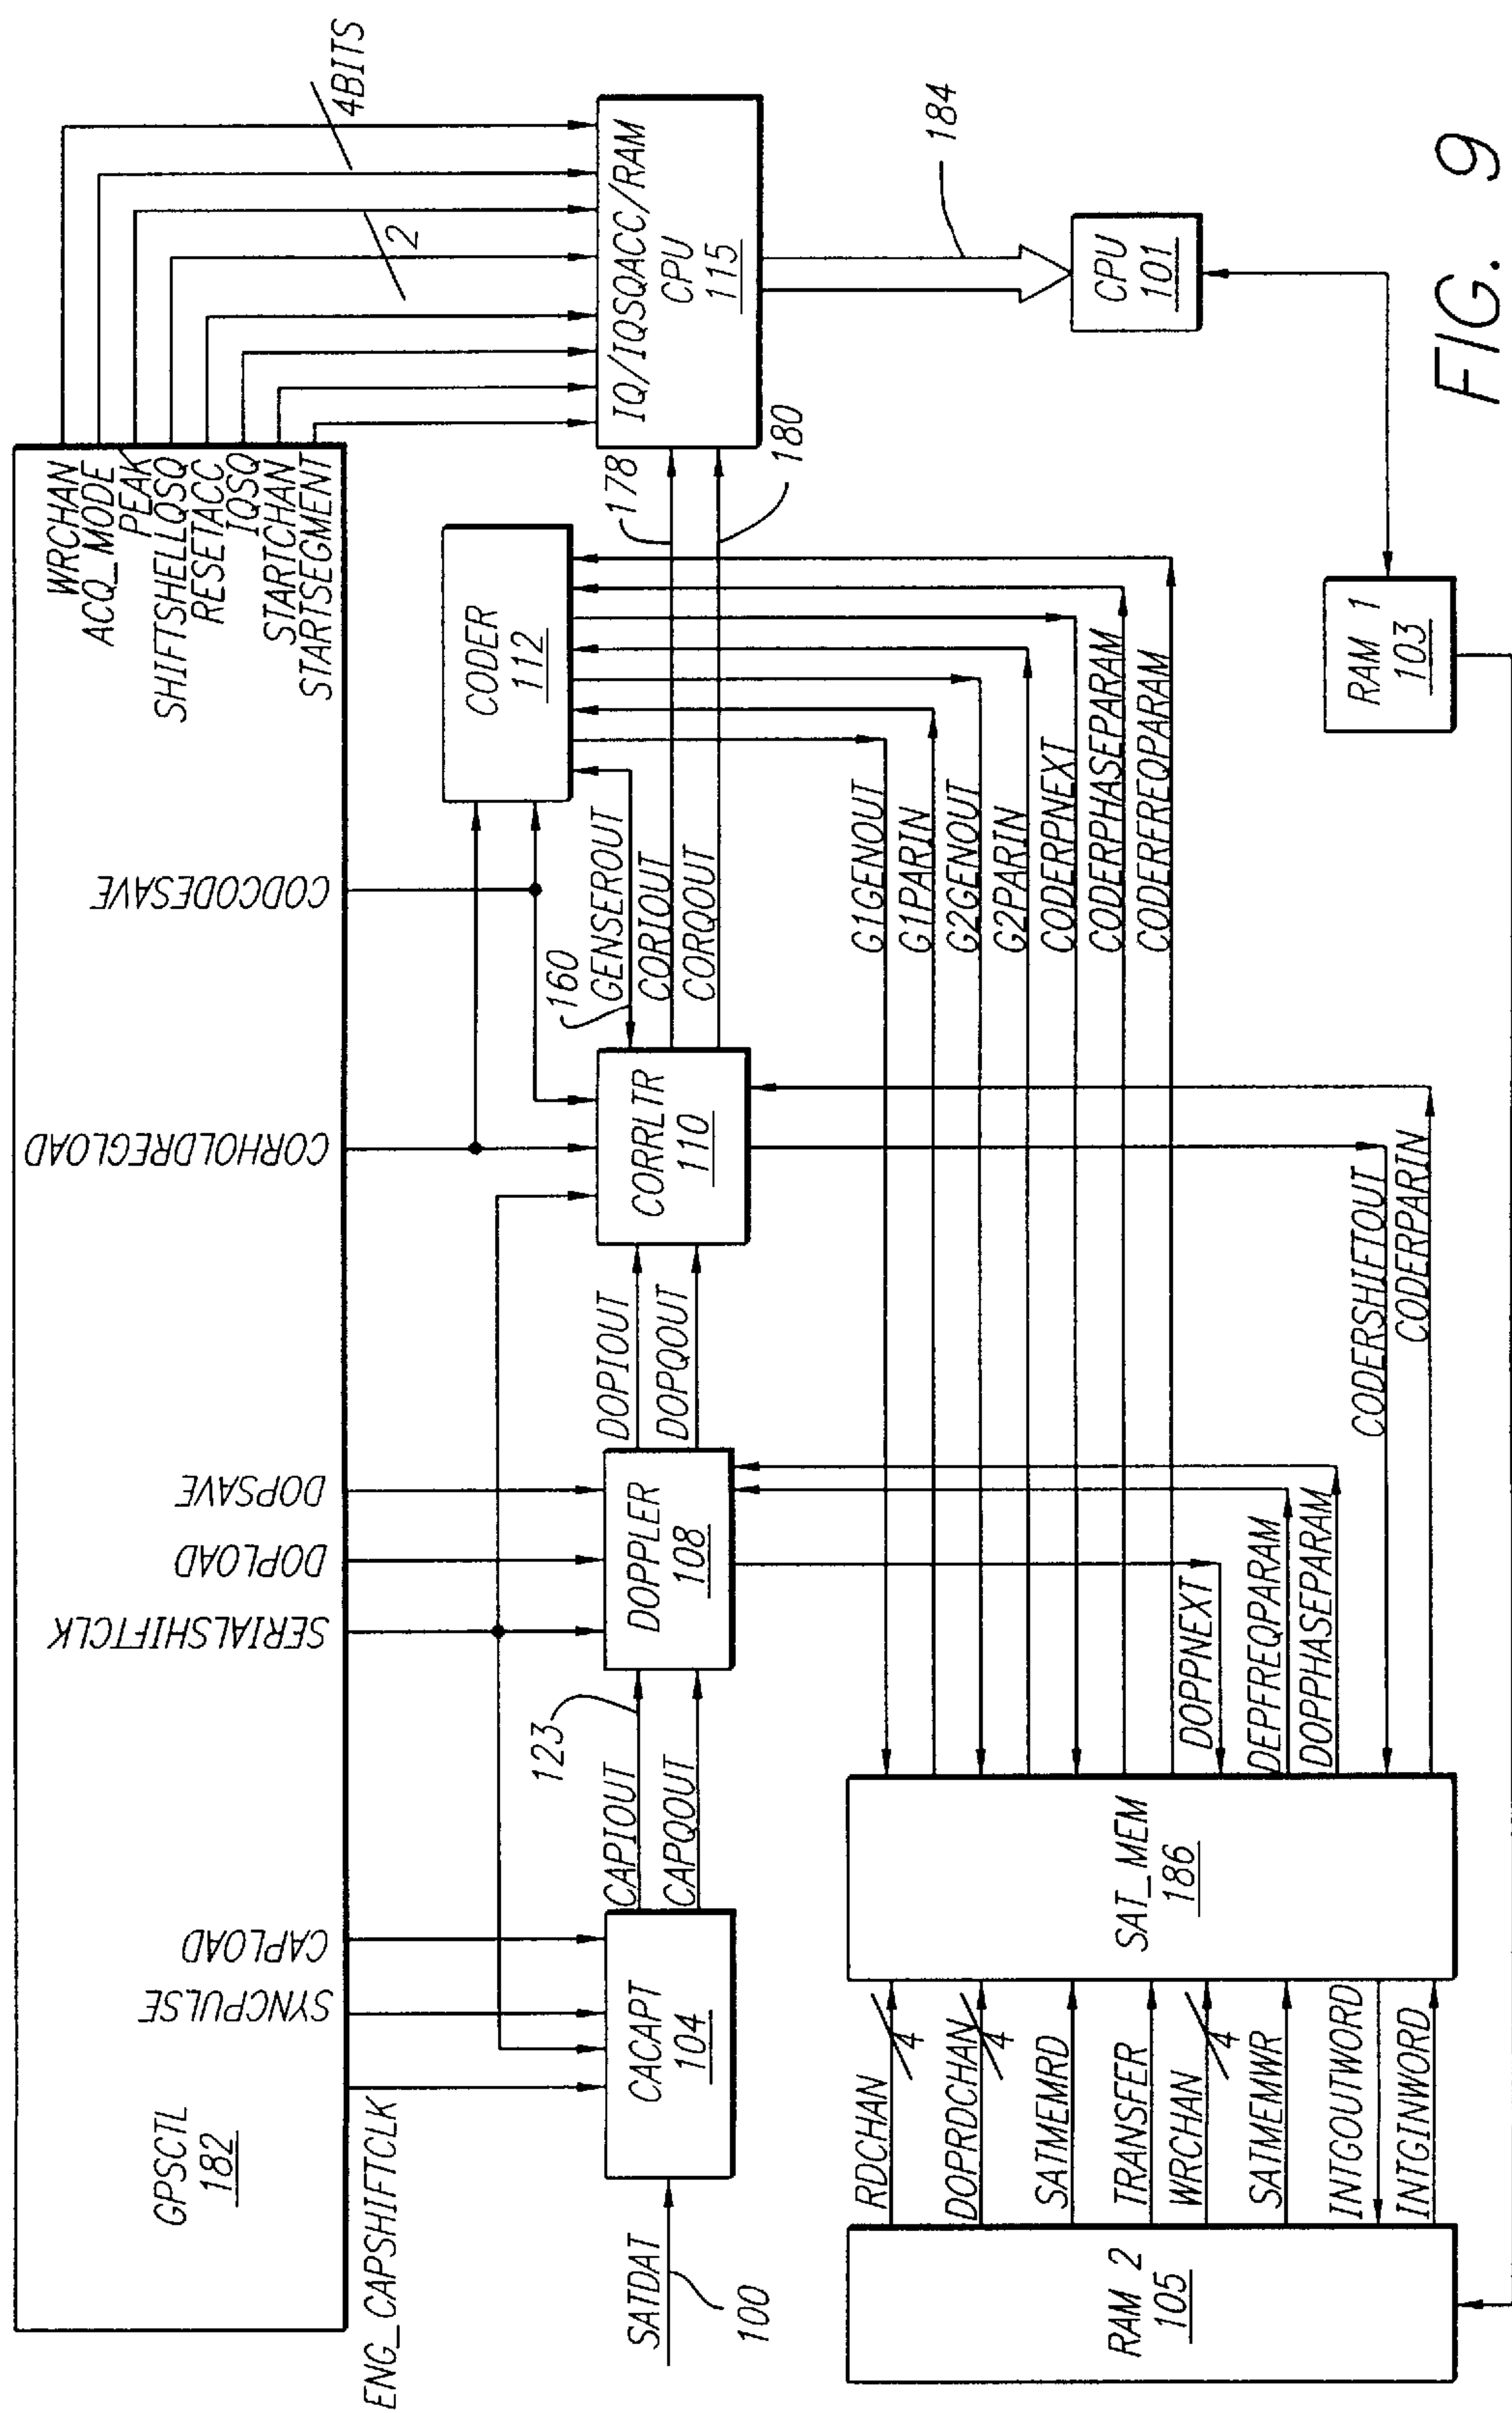 GPSCTL
182
ENG_CAPSHIFTCLK
SYNCPULSE
CAPLOAD
SERIALSHIFTCLK
DOPLOAD
DOPSAVE
CORHOLDREGLOAD
CODCODESAVE
WRCHAN
ACQ_MODE
PEAK
SHIFTSHELLQSQ
RESETACC
IQSQ
STARTCHAN
STARTSEGMENT
4BITS
2
SATDAT
100
CACAPT
104
CAPIOUT
CAPQOUT
123
DOPPLER
108
DOPIOUT
DOPQOUT
CORRLTR
110
160
GENSEROUT
CORIOUT
CORQOUT
CODER
112
178
180
IQ/IQSQACC/RAM
CPU
115
184
CPU
101
RAM 1
103
G1GENOUT
G1PARIN
G2GENOUT
G2PARIN
CODERPNEXT
CODERPHASEPARAM
CODERFREQPARAM
DOPPNEXT
DEPFREQPARAM
DOPPHASEPARAM
CODERSHIFTOUT
CODERPARIN
SAT_MEM
186
RDCHAN
4
DOPRDCHAN
4
SATMEMRD
TRANSFER
WRCHAN
4
SATMEMWR
INTGOUTWORD
INTGINWORD
RAM 2
105
FIG. 9